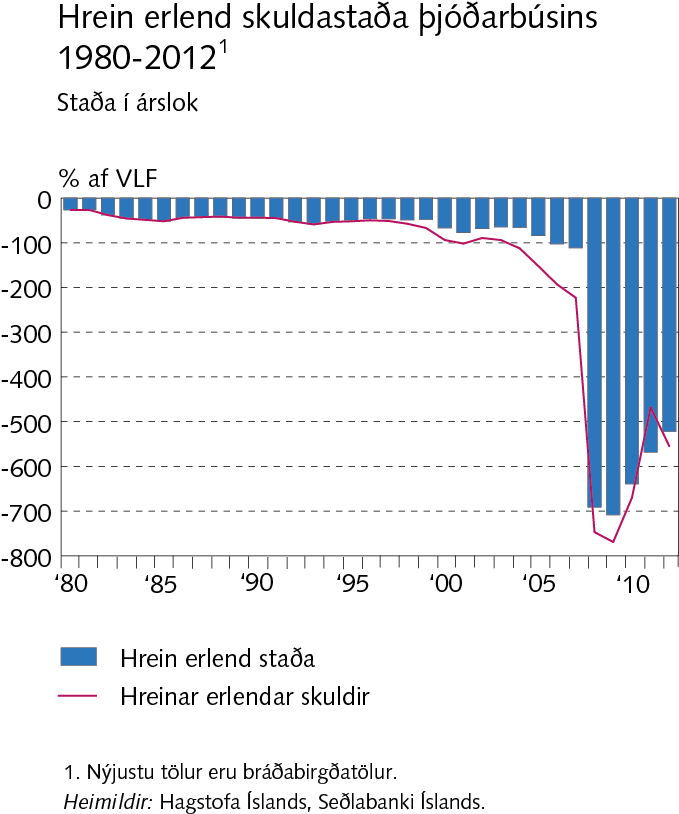 Hrein erlend skuldastaða þjóðarbúsins
1980-2012¹
Staða í árslok
% af VLF
0
-100
-200
-300
-400
-500
-600
-700
-800
‘80 ‘85 ‘90 ‘95 ‘00 ‘05 ‘10
Hrein erlend staða
Hreinar erlendar skuldir
1. Nýjustu tölur eru bráðabirgðatölur.
Heimildir: Hagstofa Íslands, Seðlabanki Íslands.